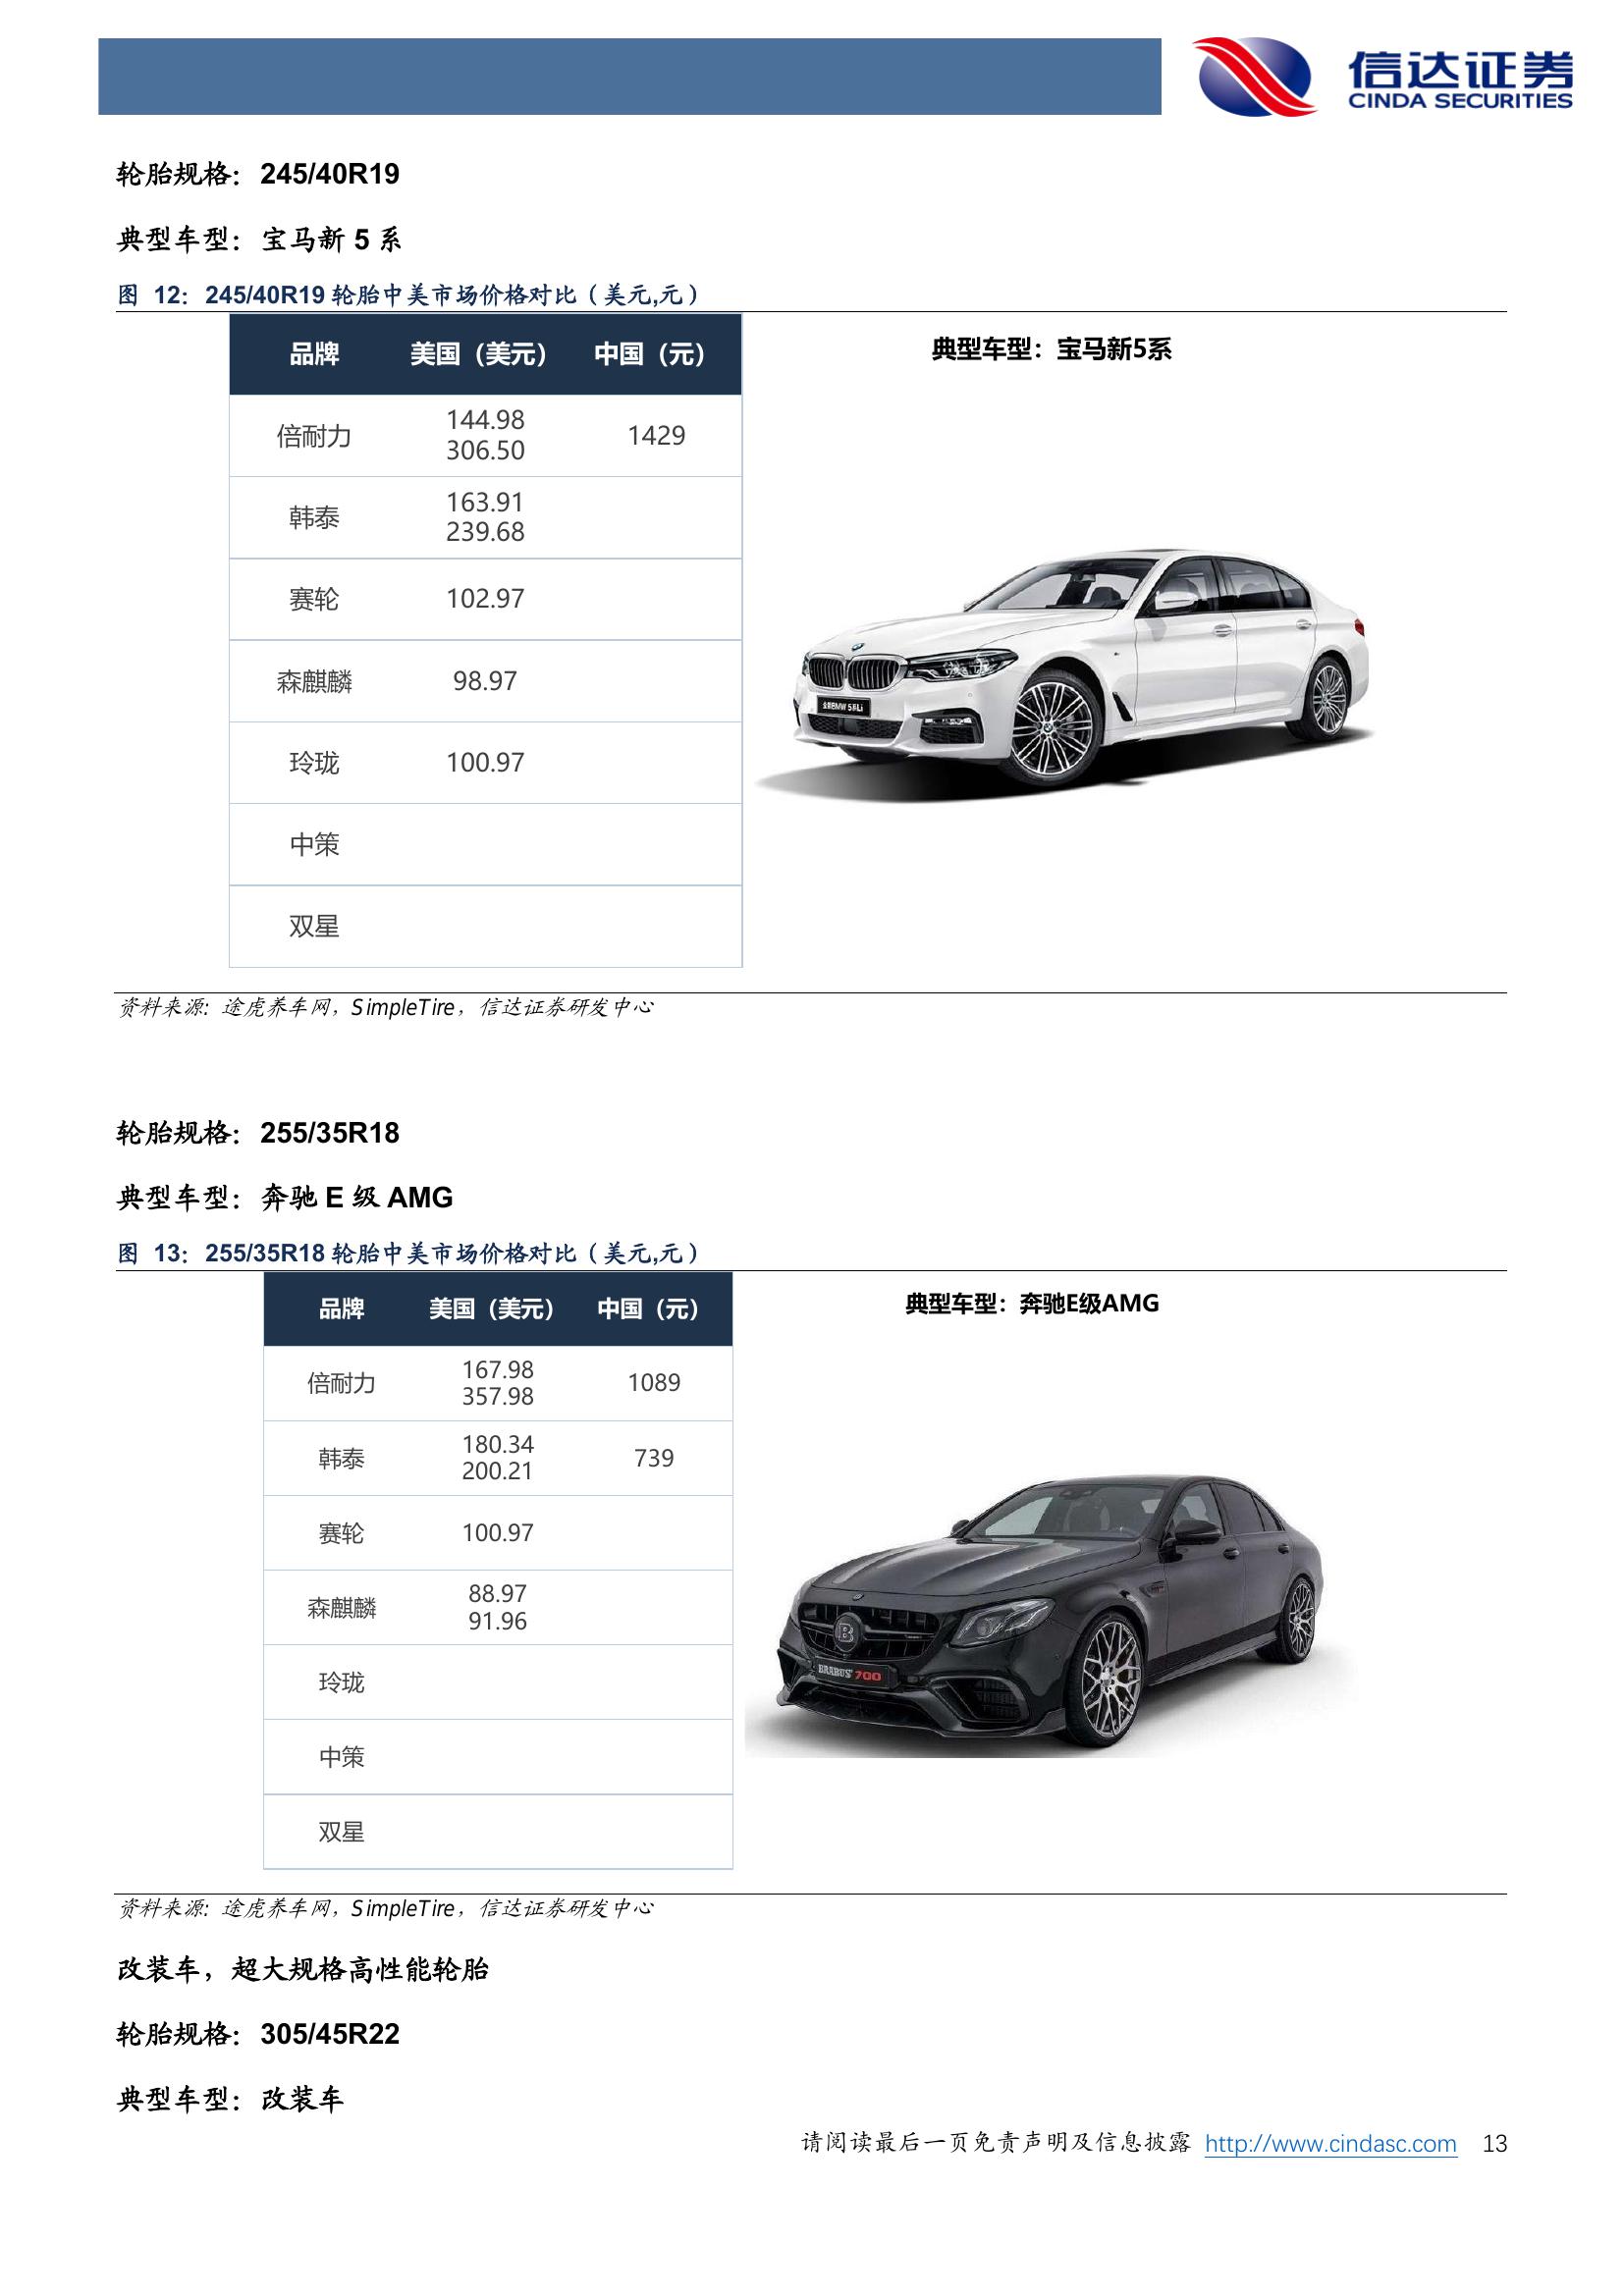 信达证券
CINDA SECURITIES
轮胎规格：245/40R19
典型车型：宝马新 5 系
图 12：245/40R19 轮胎中美市场价格对比（美元,元）
品牌 美国（美元） 中国（元）
倍耐力 144.98 306.50 1429
韩泰 163.91 239.68
赛轮 102.97
森麒麟 98.97
玲珑 100.97
中策
双星
典型车型：宝马新5系
全新BMW 5系Li
资料来源：途虎养车网，SimpleTire，信达证券研发中心
轮胎规格：255/35R18
典型车型：奔驰 E 级 AMG
图 13：255/35R18 轮胎中美市场价格对比（美元,元）
品牌 美国（美元） 中国（元）
倍耐力 167.98 357.98 1089
韩泰 180.34 200.21 739
赛轮 100.97
森麒麟 88.97 91.96
玲珑
中策
双星
典型车型：奔驰E级AMG
B
BRABUS 700
资料来源：途虎养车网，SimpleTire，信达证券研发中心
改装车，超大规格高性能轮胎
轮胎规格：305/45R22
典型车型：改装车
请阅读最后一页免责声明及信息披露 http://www.cindasc.com 13